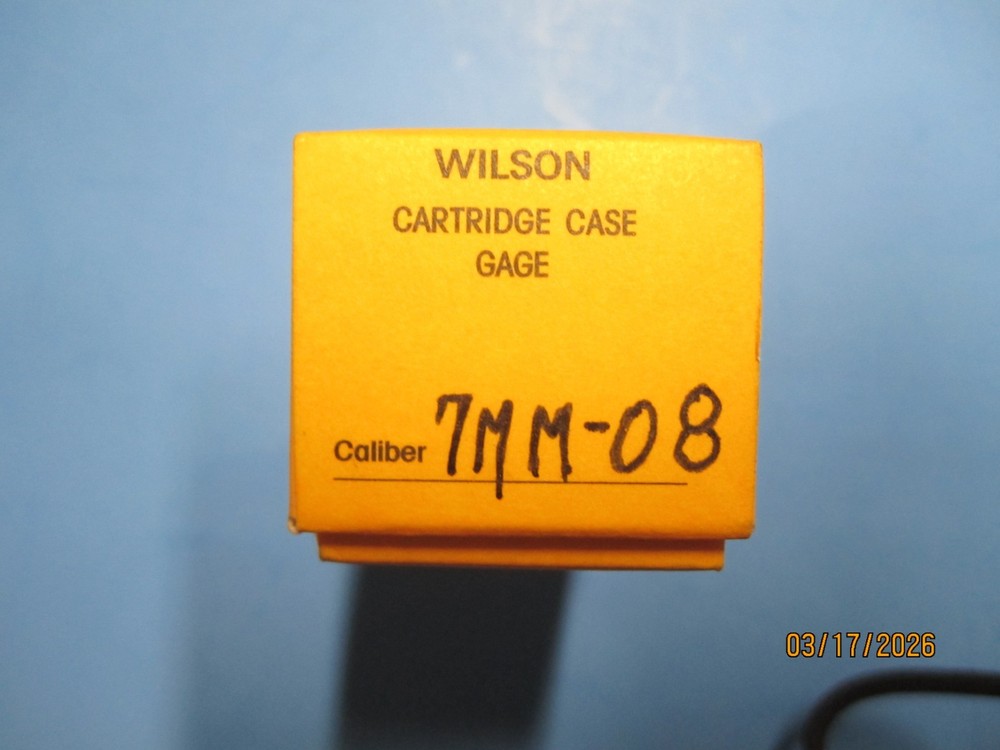 WILSON
CARTRIDGE CASE
GAGE
Caliber 7MM-08
03/17/2026